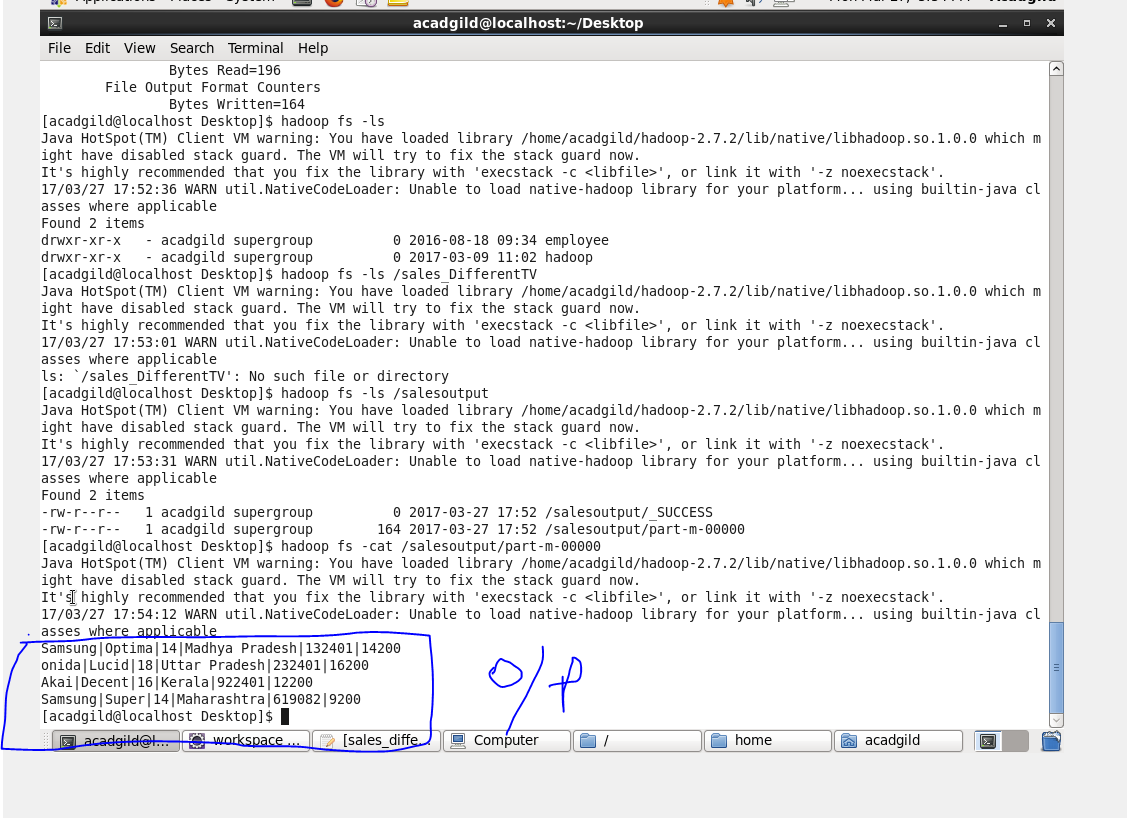 acadgild@localhost:~/Desktop
File Edit View Search Terminal Help
Bytes Read=196
File Output Format Counters
Bytes Written=164
[acadgild@localhost Desktop]$ hadoop fs -ls
Java HotSpot(TM) Client VM warning: You have loaded library /home/acadgild/hadoop-2.7.2/lib/native/libhadoop.so.1.0.0 which m
ight have disabled stack guard. The VM will try to fix the stack guard now.
It's highly recommended that you fix the library with 'execstack -c <libfile>', or link it with '-z noexecstack'.
17/03/27 17:52:36 WARN util.NativeCodeLoader: Unable to load native-hadoop library for your platform... using builtin-java cl
asses where applicable
Found 2 items
drwxr-xr-x   - acadgild supergroup          0 2016-08-18 09:34 employee
drwxr-xr-x   - acadgild supergroup          0 2017-03-09 11:02 hadoop
[acadgild@localhost Desktop]$ hadoop fs -ls /sales_DifferentTV
Java HotSpot(TM) Client VM warning: You have loaded library /home/acadgild/hadoop-2.7.2/lib/native/libhadoop.so.1.0.0 which m
ight have disabled stack guard. The VM will try to fix the stack guard now.
It's highly recommended that you fix the library with 'execstack -c <libfile>', or link it with '-z noexecstack'.
17/03/27 17:53:01 WARN util.NativeCodeLoader: Unable to load native-hadoop library for your platform... using builtin-java cl
asses where applicable
ls: `/sales_DifferentTV': No such file or directory
[acadgild@localhost Desktop]$ hadoop fs -ls /salesoutput
Java HotSpot(TM) Client VM warning: You have loaded library /home/acadgild/hadoop-2.7.2/lib/native/libhadoop.so.1.0.0 which m
ight have disabled stack guard. The VM will try to fix the stack guard now.
It's highly recommended that you fix the library with 'execstack -c <libfile>', or link it with '-z noexecstack'.
17/03/27 17:53:31 WARN util.NativeCodeLoader: Unable to load native-hadoop library for your platform... using builtin-java cl
asses where applicable
Found 2 items
-rw-r--r--   1 acadgild supergroup          0 2017-03-27 17:52 /salesoutput/_SUCCESS
-rw-r--r--   1 acadgild supergroup        164 2017-03-27 17:52 /salesoutput/part-m-00000
[acadgild@localhost Desktop]$ hadoop fs -cat /salesoutput/part-m-00000
Java HotSpot(TM) Client VM warning: You have loaded library /home/acadgild/hadoop-2.7.2/lib/native/libhadoop.so.1.0.0 which m
ight have disabled stack guard. The VM will try to fix the stack guard now.
It's highly recommended that you fix the library with 'execstack -c <libfile>', or link it with '-z noexecstack'.
17/03/27 17:54:12 WARN util.NativeCodeLoader: Unable to load native-hadoop library for your platform... using builtin-java cl
asses where applicable
Samsung|Optima|14|Madhya Pradesh|132401|14200
onida|Lucid|18|Uttar Pradesh|232401|16200
Akai|Decent|16|Kerala|922401|12200
Samsung|Super|14|Maharashtra|619082|9200
[acadgild@localhost Desktop]$
O/P
acadgild@l... workspace ... [sales_diffe... Computer / home acadgild